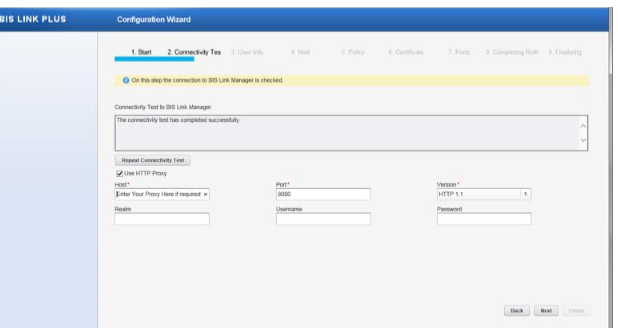 BIS LINK PLUS
Configuration Wizard
1. Start 2. Connectivity Tes 3. User Info 4. Mail 5. Policy 6. Certificate 7. Ports 8. Completing Rolli 9. Finalizing
On this step the connection to BIS Link Manager is checked.
Connectivity Test to BIS Link Manager
The connectivity test has completed successfully.
Repeat Connectivity Test
Use HTTP Proxy
Host* Port* Version*
Enter Your Proxy Here if required × HTTP 1.1
Realm Username Password
Back Next Finish